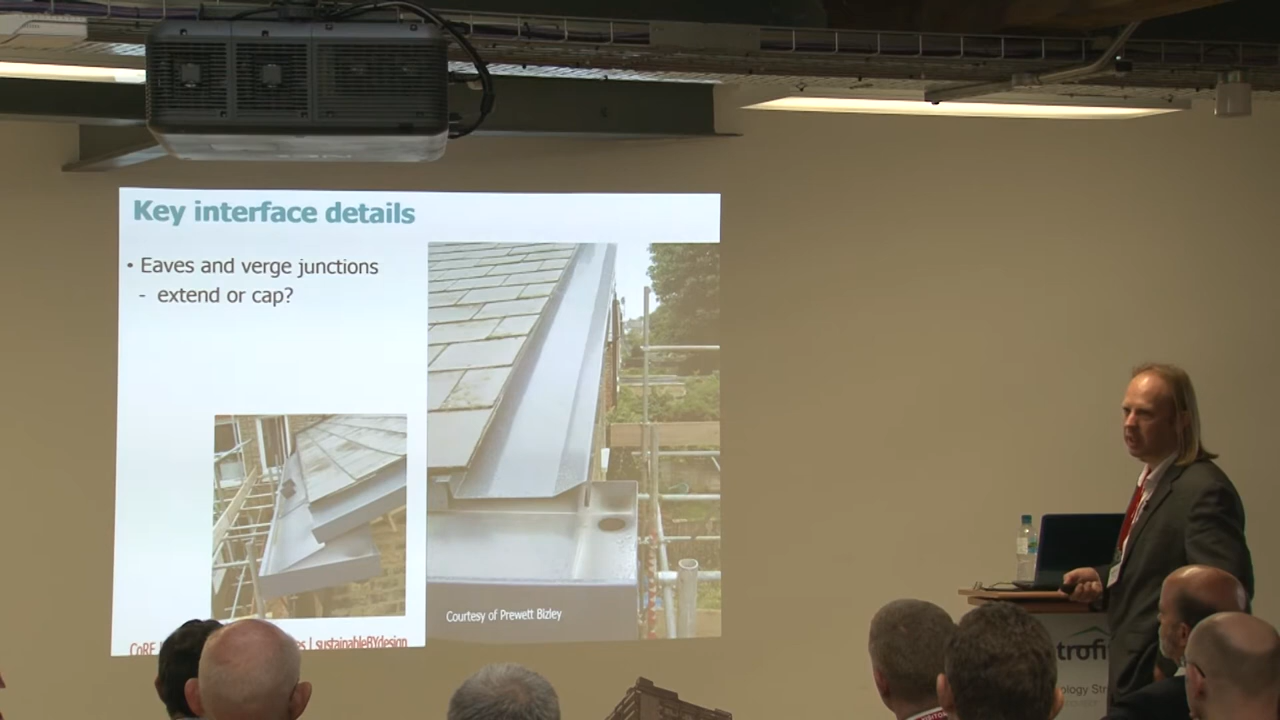 Key interface details
• Eaves and verge junctions
- extend or cap?
Courtesy of Prewett Bizley
CoRE
| sustainableBYdesign
trofi
ology Str